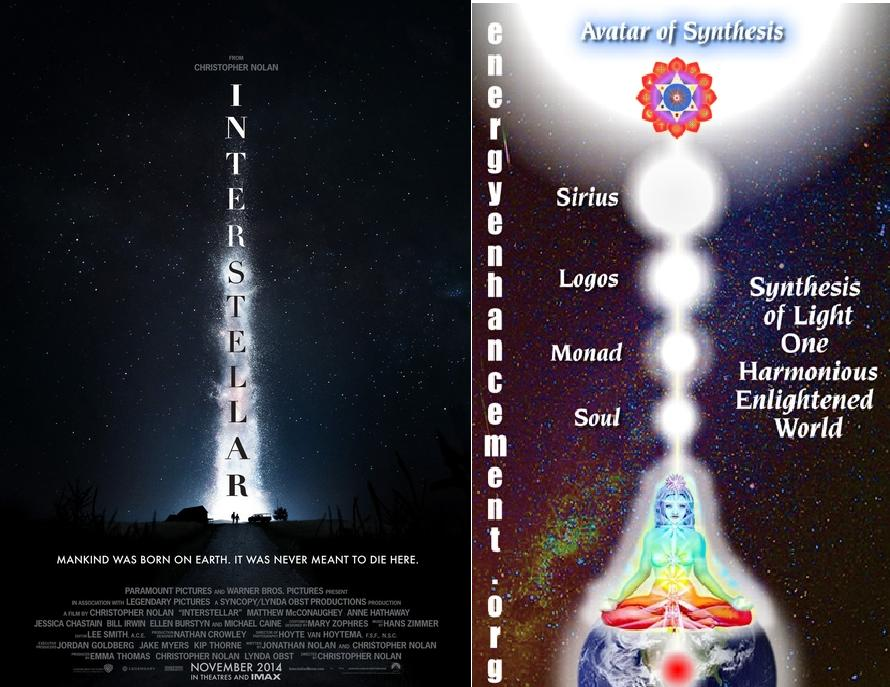 FROM
CHRISTOPHER NOLAN
INTERSTELLAR
MANKIND WAS BORN ON EARTH. IT WAS NEVER MEANT TO DIE HERE.
PARAMOUNT PICTURES AND WARNER BROS. PICTURES PRESENT
IN ASSOCIATION WITH LEGENDARY PICTURES A SYNCOPY/LYNDA OBST PRODUCTIONS PRODUCTION
A FILM BY CHRISTOPHER NOLAN "INTERSTELLAR" MATTHEW McCONAUGHEY ANNE HATHAWAY
JESSICA CHASTAIN BILL IRWIN ELLEN BURSTYN AND MICHAEL CAINE MARY ZOPHRES HANS ZIMMER
LEE SMITH, A.C.E. NATHAN CROWLEY HOYTE VAN HOYTEMA, F.S.F., N.S.C.
JORDAN GOLDBERG JAKE MYERS KIP THORNE JONATHAN NOLAN AND CHRISTOPHER NOLAN
EMMA THOMAS CHRISTOPHER NOLAN LYNDA OBST CHRISTOPHER NOLAN
NOVEMBER 2014
IN THEATRES AND IMAX
energyenhancement.org
Avatar of Synthesis
Sirius
Logos
Monad
Soul
Synthesis
of Light
One
Harmonious
Enlightened
World